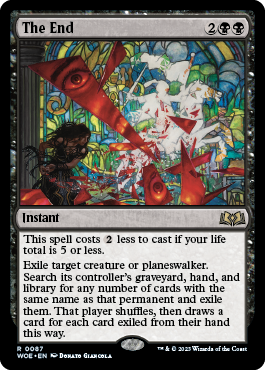 The End 2
Instant
This spell costs 2 less to cast if your life
total is 5 or less.
Exile target creature or planeswalker.
Search its controller's graveyard, hand, and
library for any number of cards with the
same name as that permanent and exile
them. That player shuffles, then draws a
card for each card exiled from their hand
this way.
R 0087
WOE • EN Donato Giancola
™ & © 2023 Wizards of the Coast